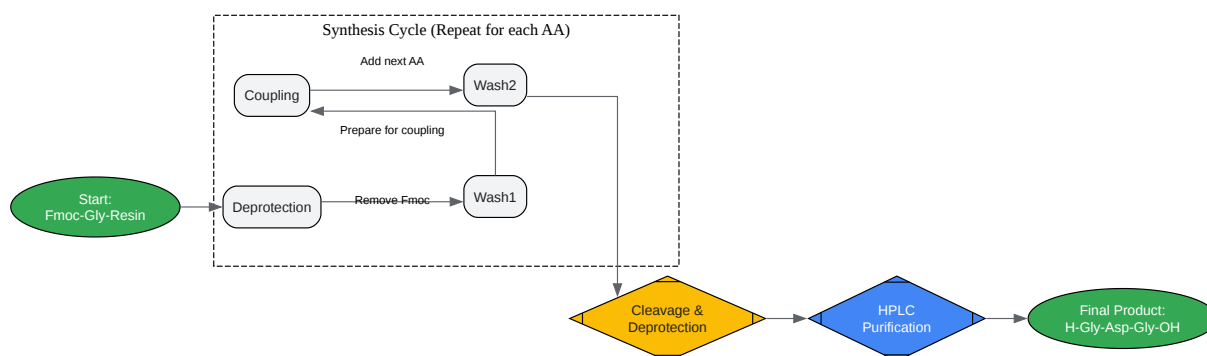 Synthesis Cycle (Repeat for each AA)
Add next AA
Coupling
Wash2
Prepare for coupling
Start:
Fmoc-Gly-Resin
Deprotection
Remove Fmoc
Wash1
Cleavage &
Deprotection
HPLC
Purification
Final Product:
H-Gly-Asp-Gly-OH